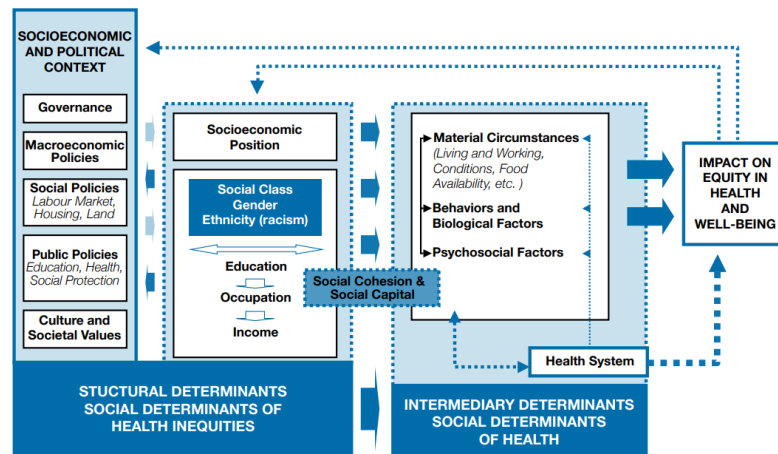 SOCIOECONOMIC
AND POLITICAL
CONTEXT
Governance
Macroeconomic
Policies
Social Policies
Labour Market,
Housing, Land
Public Policies
Education, Health,
Social Protection
Culture and
Societal Values
Socioeconomic
Position
Social Class
Gender
Ethnicity (racism)
Education
Occupation
Income
Social Cohesion &
Social Capital
Material Circumstances
(Living and Working,
Conditions, Food
Availability, etc. )
Behaviors and
Biological Factors
Psychosocial Factors
Health System
IMPACT ON
EQUITY IN
HEALTH
AND
WELL-BEING
STUCTURAL DETERMINANTS
SOCIAL DETERMINANTS OF
HEALTH INEQUITIES
INTERMEDIARY DETERMINANTS
SOCIAL DETERMINANTS
OF HEALTH